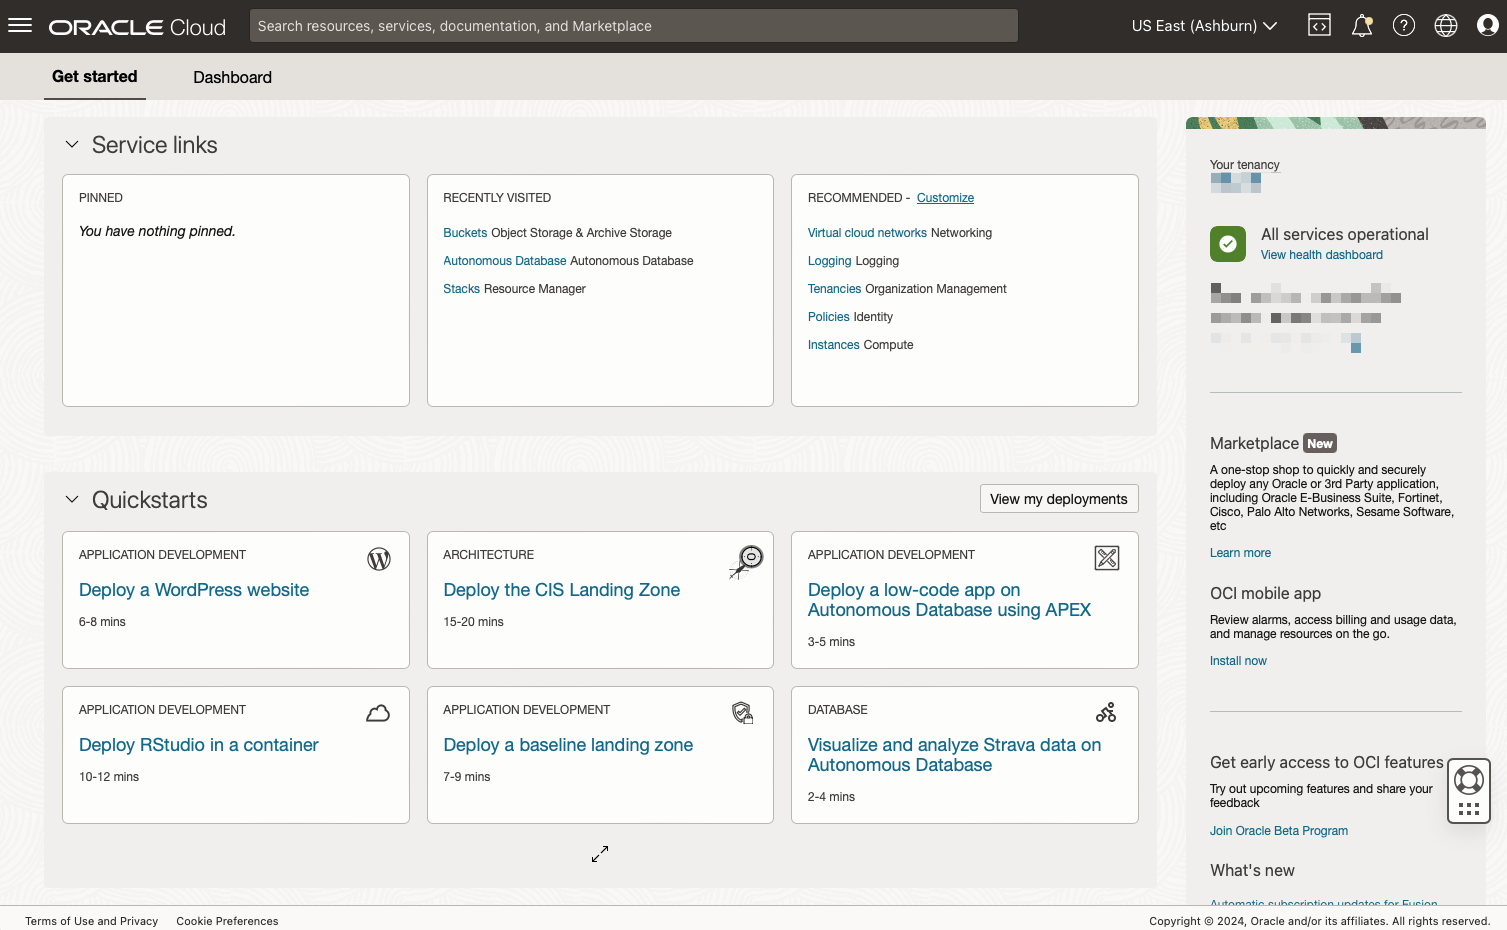 ORACLE Cloud
Search resources, services, documentation, and Marketplace
US East (Ashburn)
Get started
Dashboard
Service links
PINNED
You have nothing pinned.
RECENTLY VISITED
Buckets Object Storage & Archive Storage
Autonomous Database Autonomous Database
Stacks Resource Manager
RECOMMENDED - Customize
Virtual cloud networks Networking
Logging Logging
Tenancies Organization Management
Policies Identity
Instances Compute
Quickstarts
View my deployments
APPLICATION DEVELOPMENT
Deploy a WordPress website
6-8 mins
ARCHITECTURE
Deploy the CIS Landing Zone
15-20 mins
APPLICATION DEVELOPMENT
Deploy a low-code app on
Autonomous Database using APEX
3-5 mins
APPLICATION DEVELOPMENT
Deploy RStudio in a container
10-12 mins
APPLICATION DEVELOPMENT
Deploy a baseline landing zone
7-9 mins
DATABASE
Visualize and analyze Strava data on
Autonomous Database
2-4 mins
Your tenancy
All services operational
View health dashboard
Marketplace New
A one-stop shop to quickly and securely
deploy any Oracle or 3rd Party application,
including Oracle E-Business Suite, Fortinet,
Cisco, Palo Alto Networks, Sesame Software,
etc
Learn more
OCI mobile app
Review alarms, access billing and usage data,
and manage resources on the go.
Install now
Get early access to OCI features
Try out upcoming features and share your
feedback
Join Oracle Beta Program
What's new
Automatic subscription updates for Fusion
Terms of Use and Privacy
Cookie Preferences
Copyright © 2024, Oracle and/or its affiliates. All rights reserved.